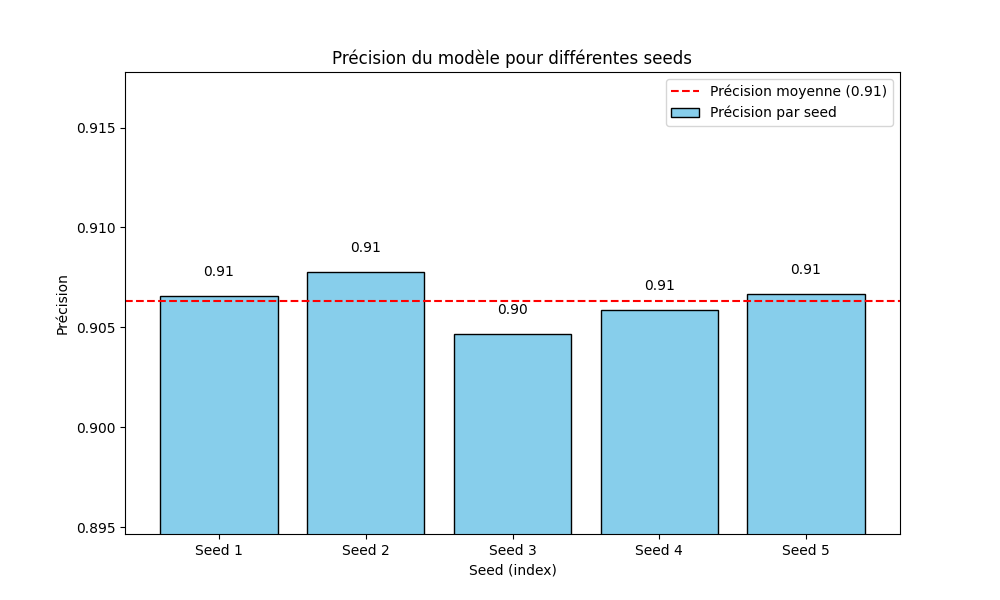 Précision du modèle pour différentes seeds
Précision moyenne (0.91)
Précision par seed
0.915
0.910
0.905
0.900
0.895
Précision
0.91
0.91
0.90
0.91
0.91
Seed 1
Seed 2
Seed 3
Seed 4
Seed 5
Seed (index)